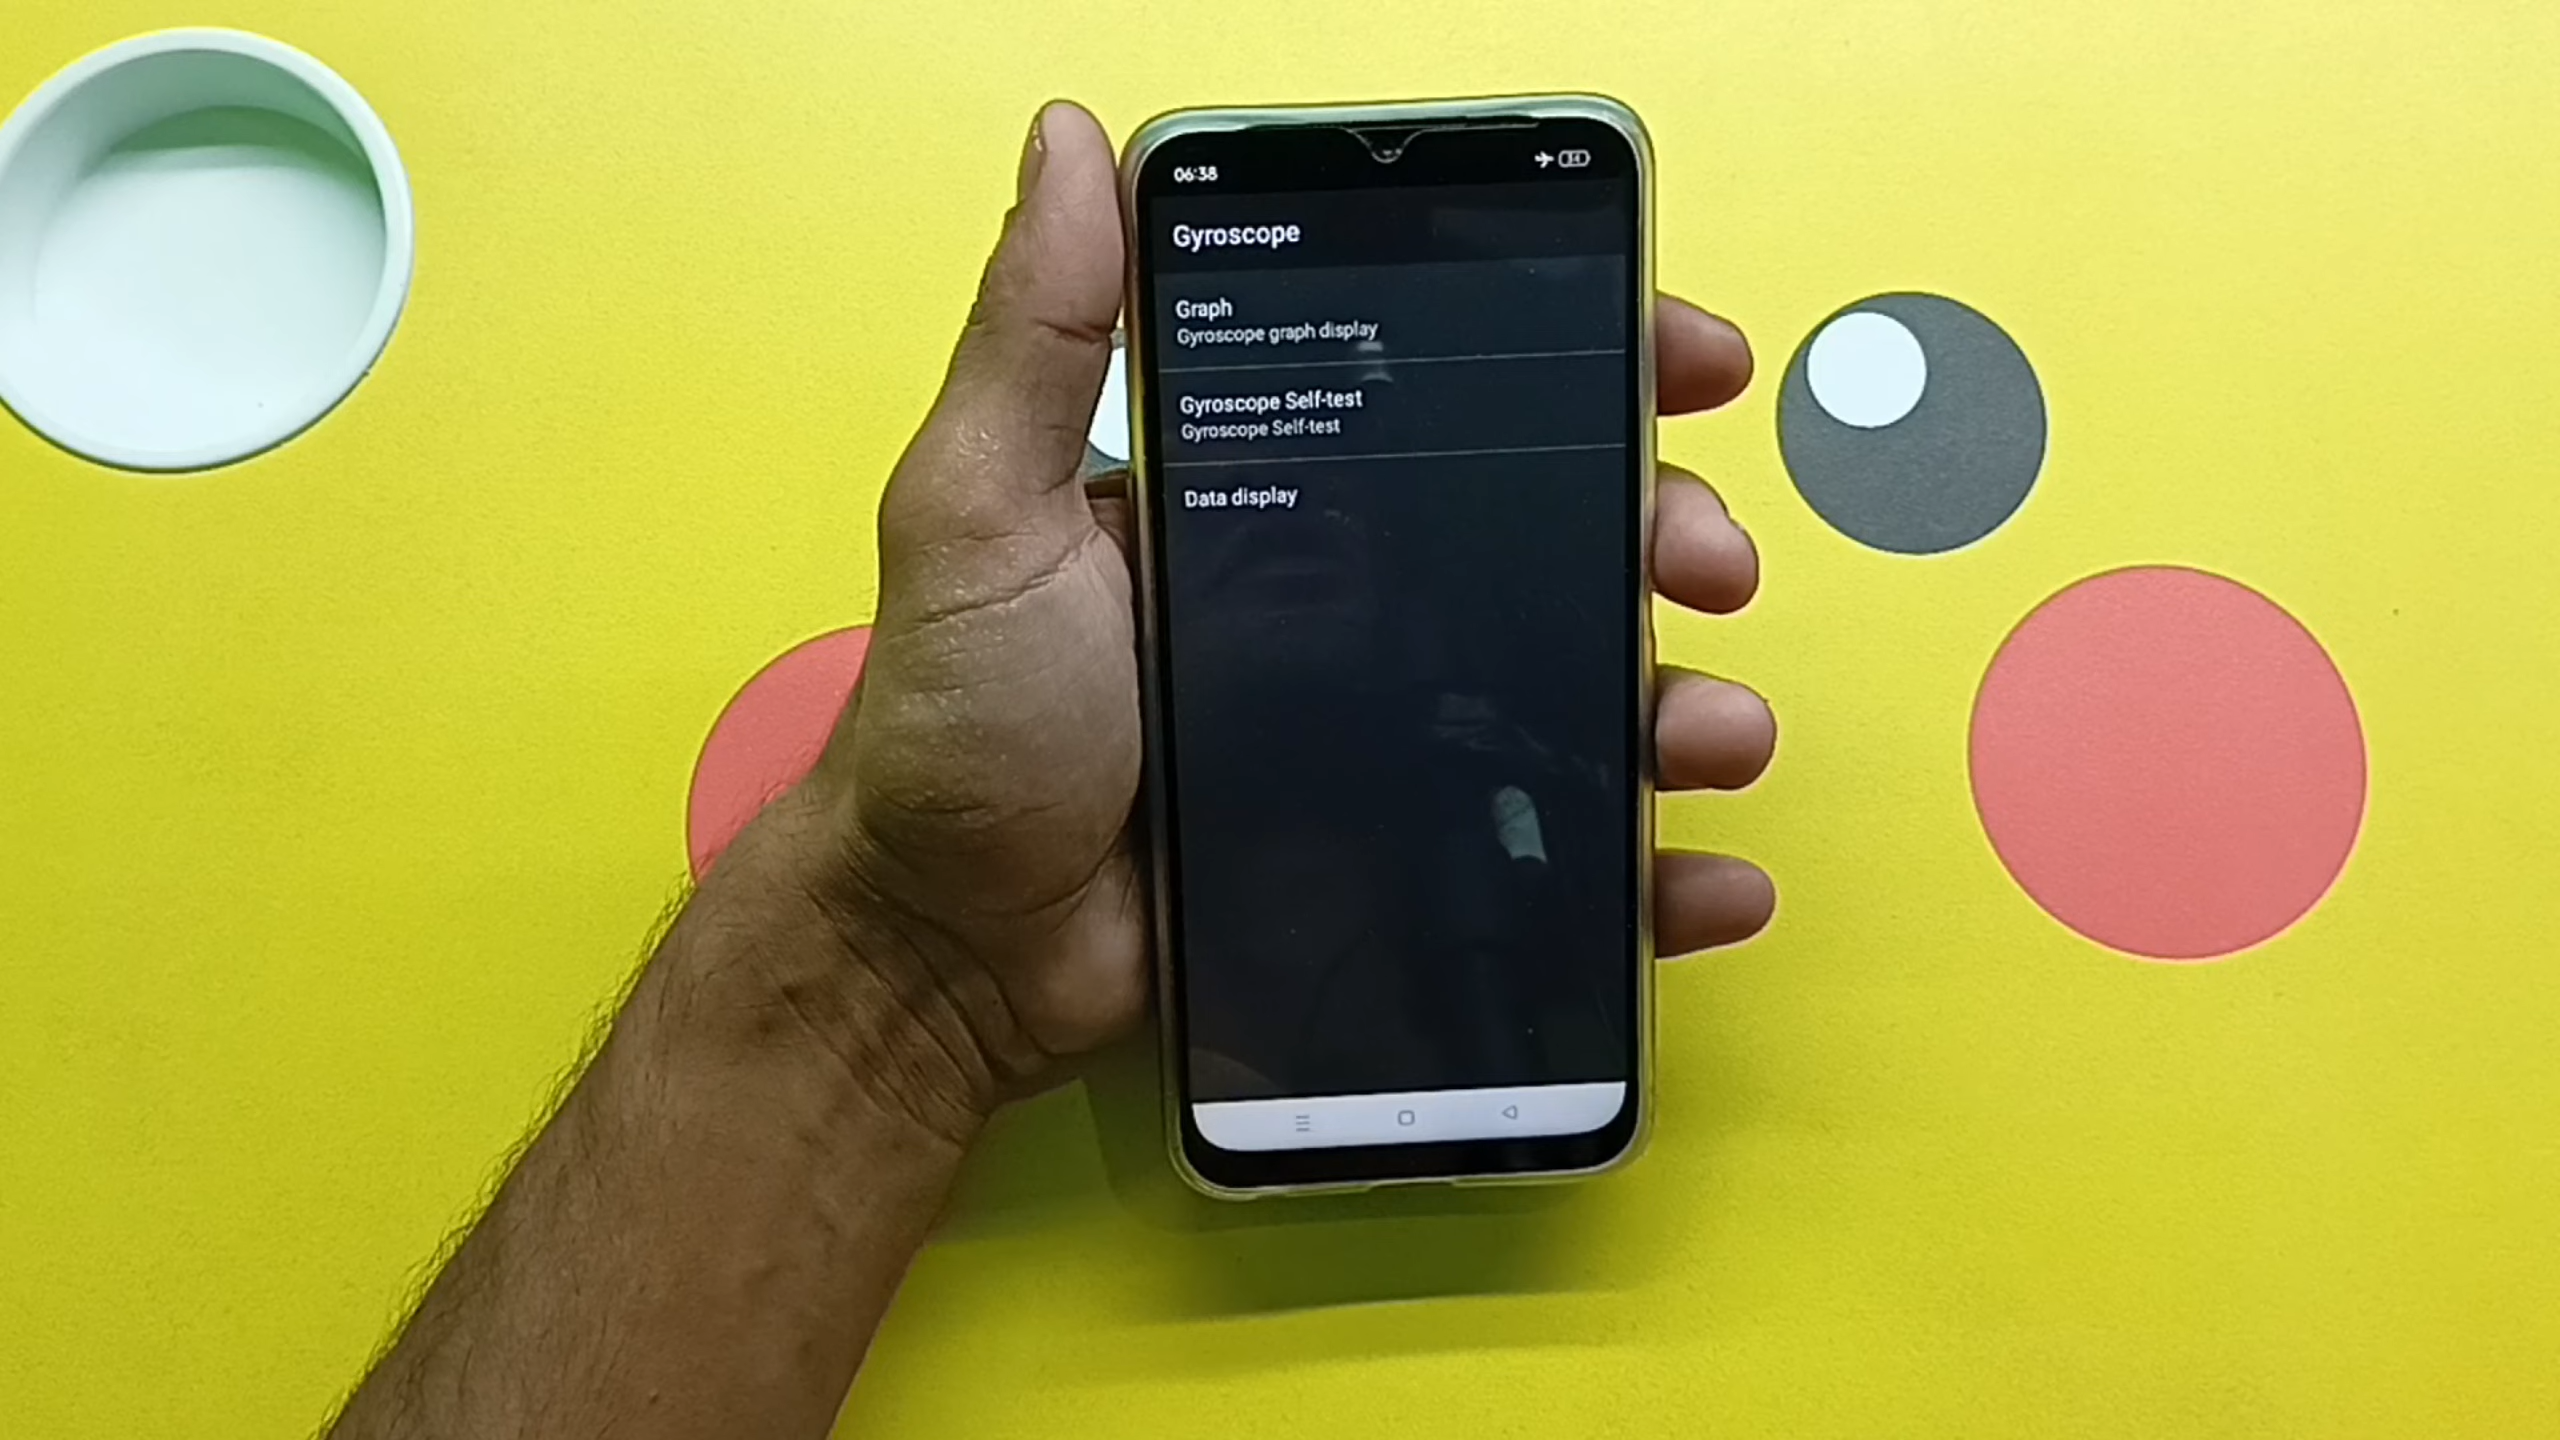 06:38
Gyroscope
Graph
Gyroscope graph display
Gyroscope Self-test
Gyroscope Self-test
Data display